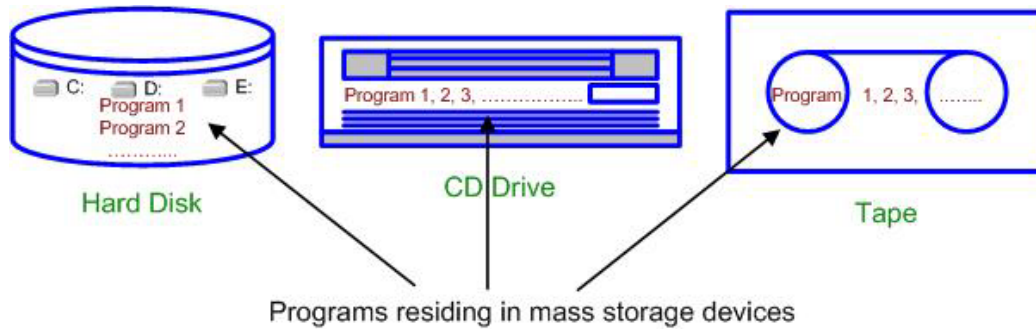 C: D: E:
Program 1
Program 2
...........
Hard Disk
Program 1, 2, 3, ...................
CD Drive
Program 1, 2, 3, ........
Tape
Programs residing in mass storage devices